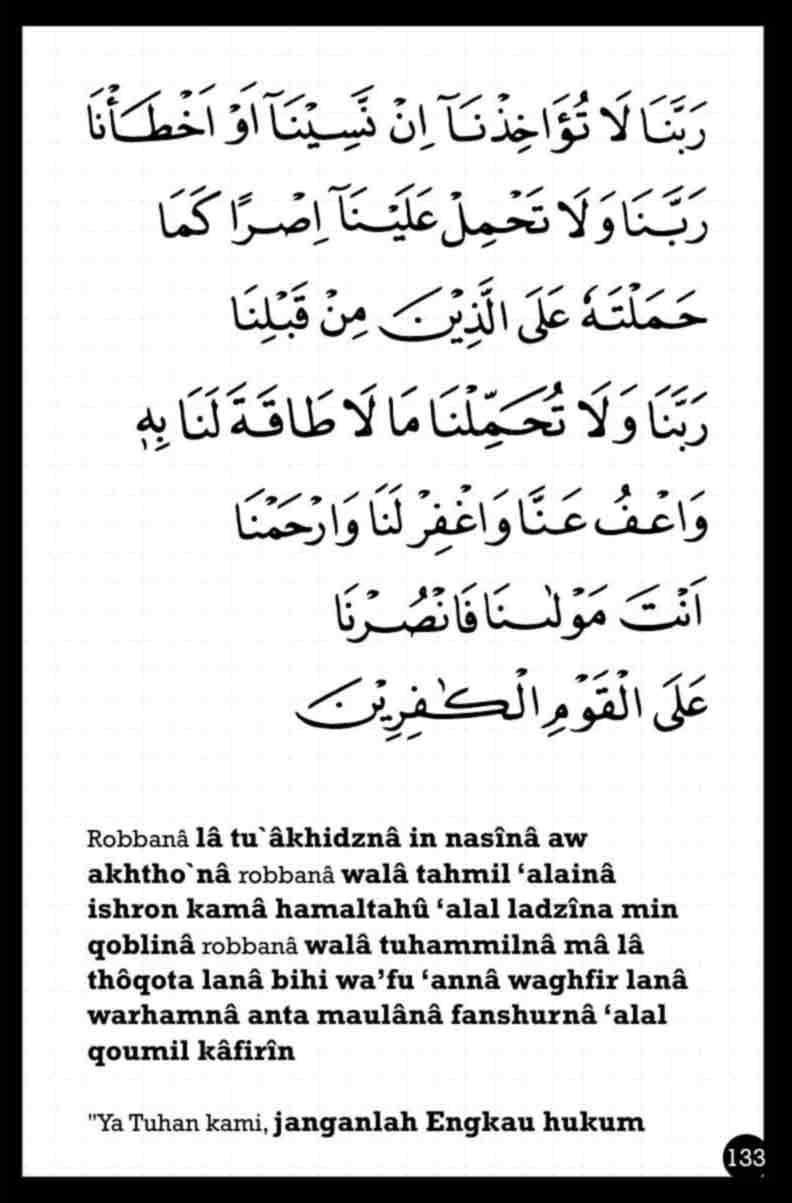 رَبَّنَا لَا تُؤَاخِذْنَآ اِنْ نَّسِيْنَآ اَوْ اَخْطَأْنَا
رَبَّنَا وَلَا تَحْمِلْ عَلَيْنَآ اِصْرًا كَمَا
حَمَلْتَهٗ عَلَى الَّذِيْنَ مِنْ قَبْلِنَا
رَبَّنَا وَلَا تُحَمِّلْنَا مَا لَا طَاقَةَ لَنَا بِهٖ
وَاعْفُ عَنَّا وَاغْفِرْ لَنَا وَارْحَمْنَا
اَنْتَ مَوْلٰىنَا فَانْصُرْنَا
عَلَى الْقَوْمِ الْكٰفِرِيْنَ
Robbanâ lâ tu`âkhidznâ in nasînâ aw
akhtho`nâ robbanâ walâ tahmil ‘alainâ
ishron kamâ hamaltahû ‘alal ladzîna min
qoblinâ robbanâ walâ tuhammilnâ mâ lâ
thôqota lanâ bihi wa’fu ‘annâ waghfir lanâ
warhamnâ anta maulânâ fanshurnâ ‘alal
qoumil kâfirîn
"Ya Tuhan kami, janganlah Engkau hukum
133